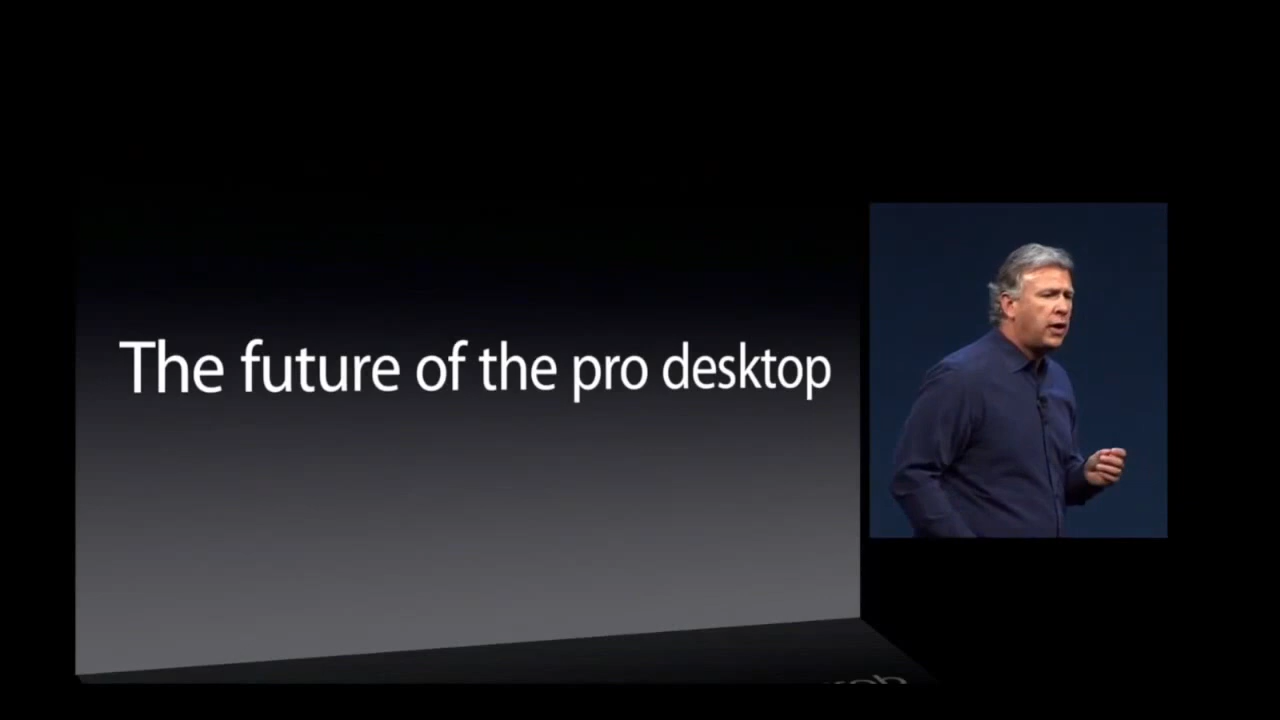 The future of the pro desktop